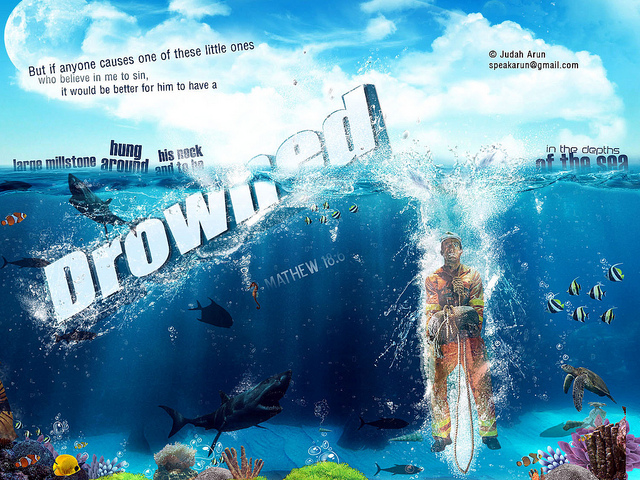 But if anyone causes one of these little ones
who believe in me to sin,
it would be better for him to have a
large millstone hung around his neck and to be
Drowned!
in the depths
of the sea
MATHEW 18:6
© Judah Arun
speakarun@gmail.com